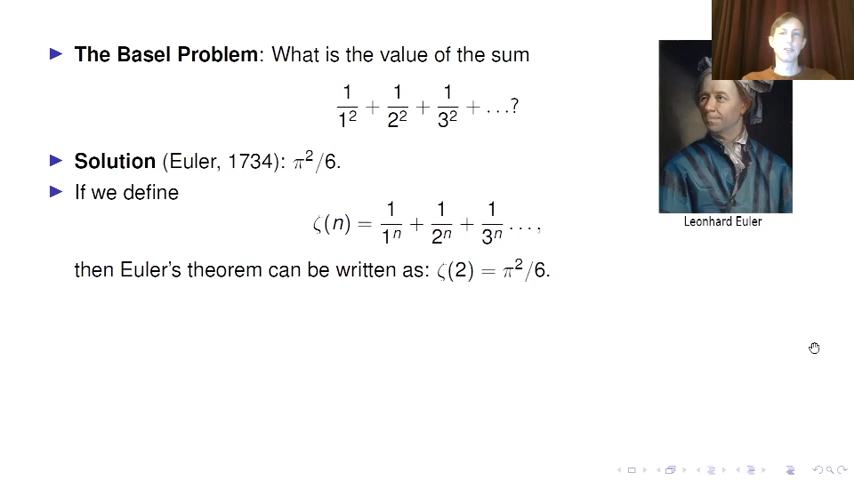 ▶ The Basel Problem: What is the value of the sum
1/1² + 1/2² + 1/3² + ...?
▶ Solution (Euler, 1734): π²/6.
▶ If we define
ζ(n) = 1/1ⁿ + 1/2ⁿ + 1/3ⁿ ...,
then Euler's theorem can be written as: ζ(2) = π²/6.
Leonhard Euler